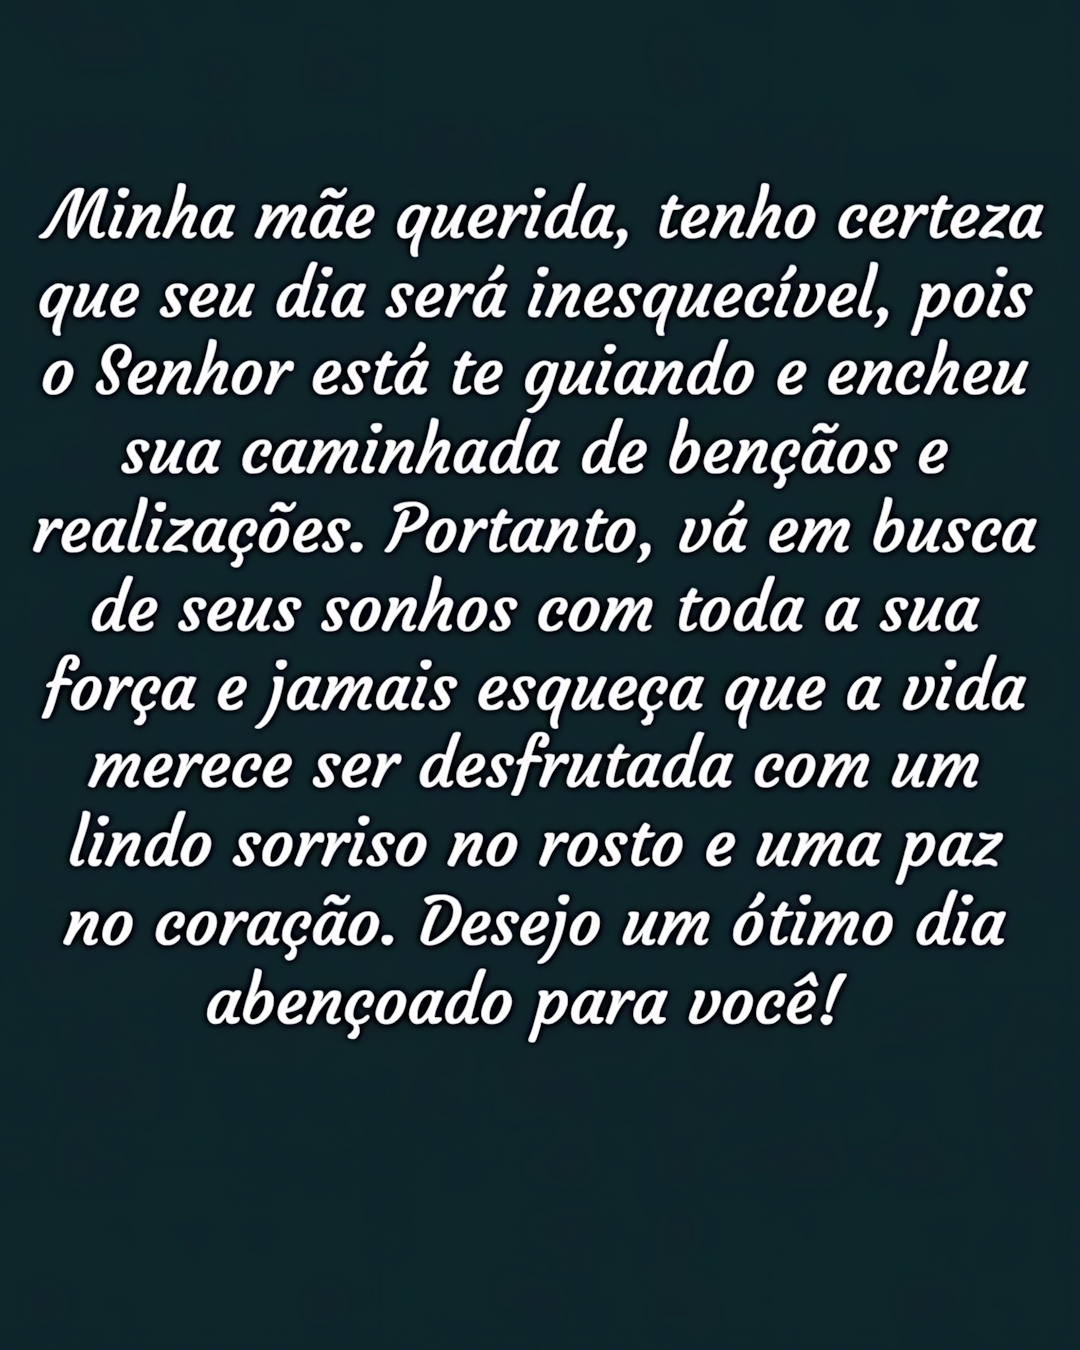 Minha mãe querida, tenho certeza
que seu dia será inesquecível, pois
o Senhor está te guiando e encheu
sua caminhada de bençãos e
realizações. Portanto, vá em busca
de seus sonhos com toda a sua
força e jamais esqueça que a vida
merece ser desfrutada com um
lindo sorriso no rosto e uma paz
no coração. Desejo um ótimo dia
abençoado para você!